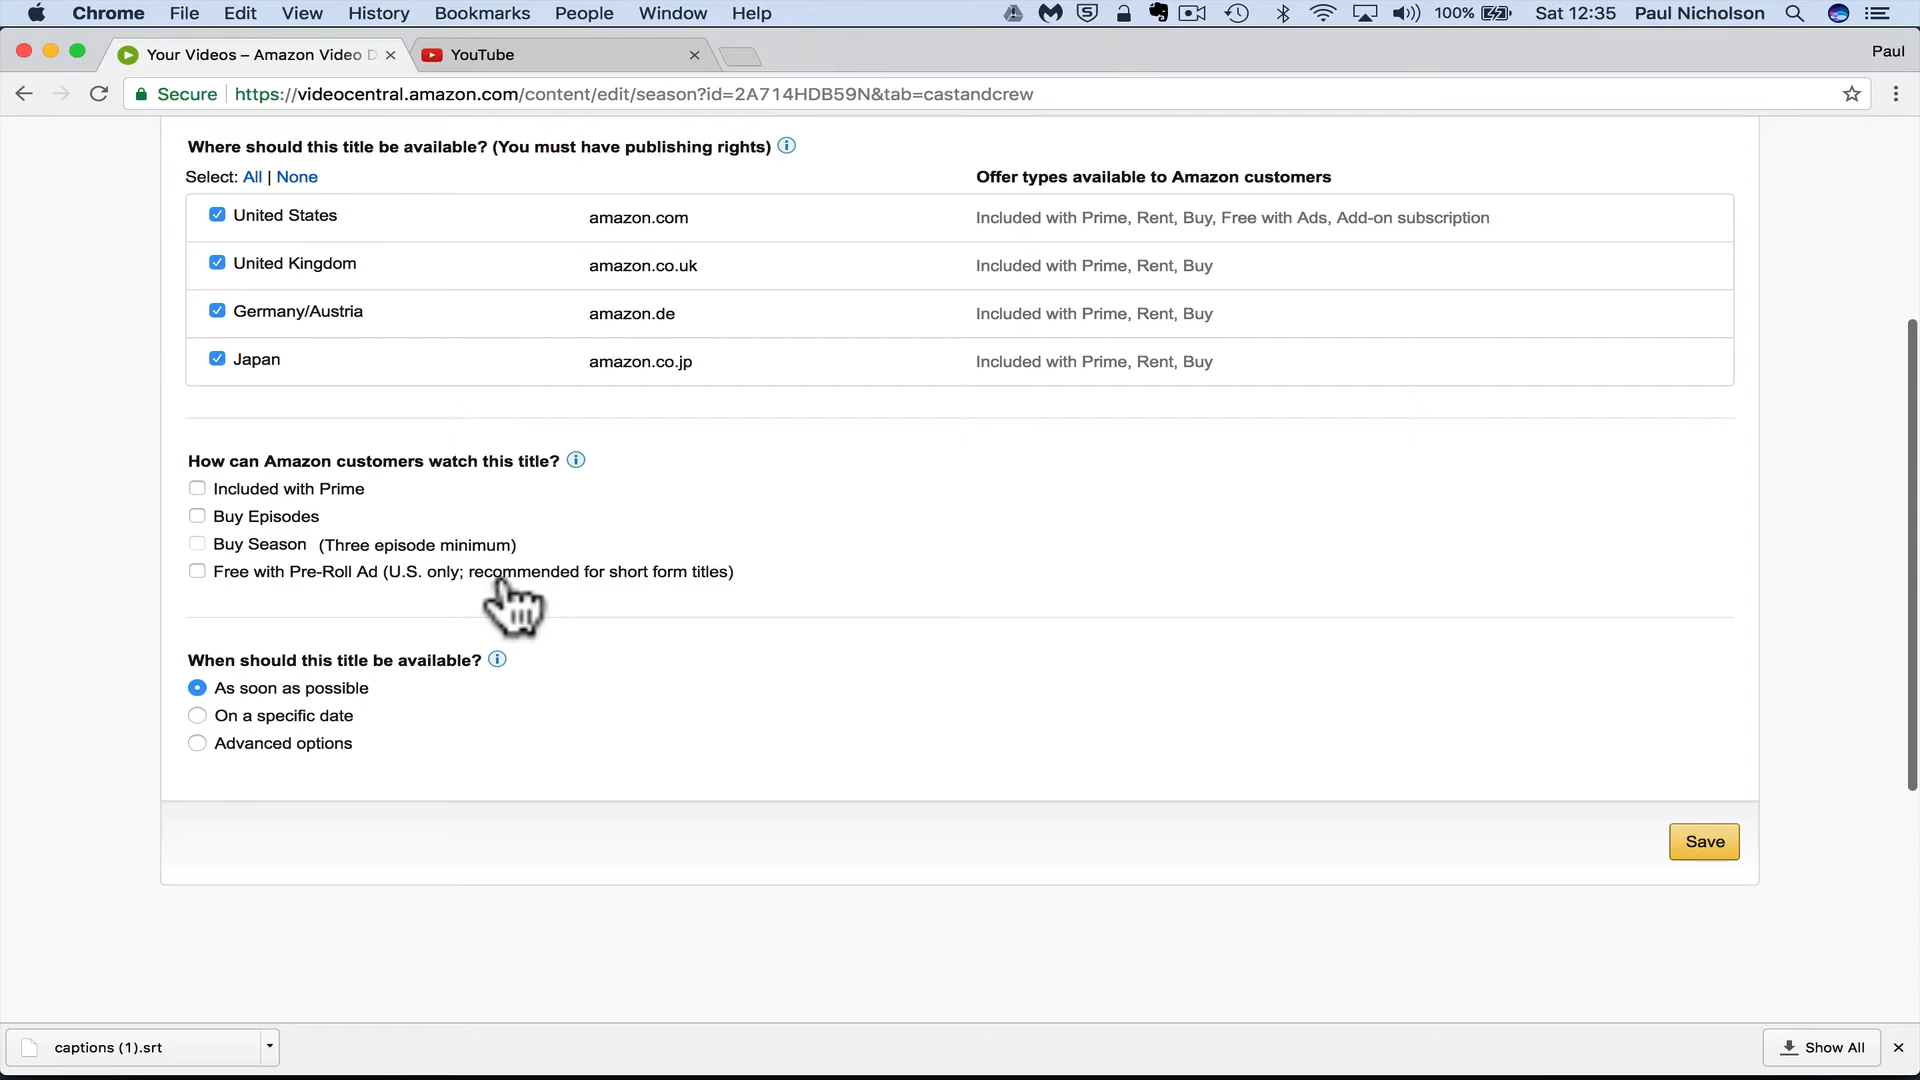 Chrome File Edit View History Bookmarks People Window Help 100% Sat 12:35 Paul Nicholson
Your Videos – Amazon Video D YouTube Paul
Secure https://videocentral.amazon.com/content/edit/season?id=2A714HDB59N&tab=castandcrew
Where should this title be available? (You must have publishing rights)
Select: All | None Offer types available to Amazon customers
United States amazon.com Included with Prime, Rent, Buy, Free with Ads, Add-on subscription
United Kingdom amazon.co.uk Included with Prime, Rent, Buy
Germany/Austria amazon.de Included with Prime, Rent, Buy
Japan amazon.co.jp Included with Prime, Rent, Buy
How can Amazon customers watch this title?
Included with Prime
Buy Episodes
Buy Season (Three episode minimum)
Free with Pre-Roll Ad (U.S. only; recommended for short form titles)
When should this title be available?
As soon as possible
On a specific date
Advanced options
Save
captions (1).srt Show All